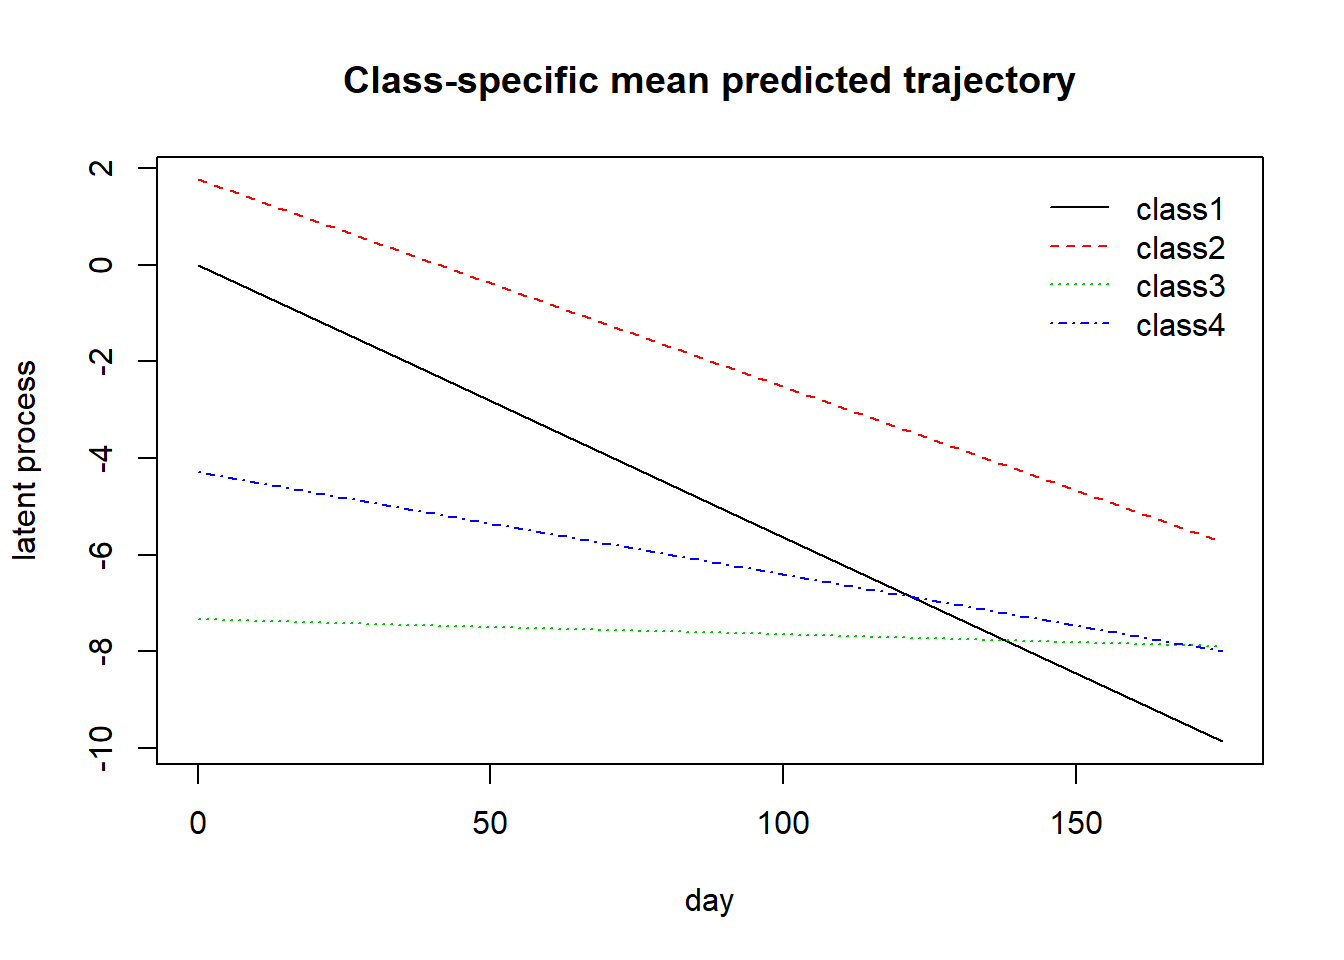 Class-specific mean predicted trajectory
latent process
2
0
-2
-4
-6
-8
-10
class1
class2
class3
class4
0 50 100 150
day